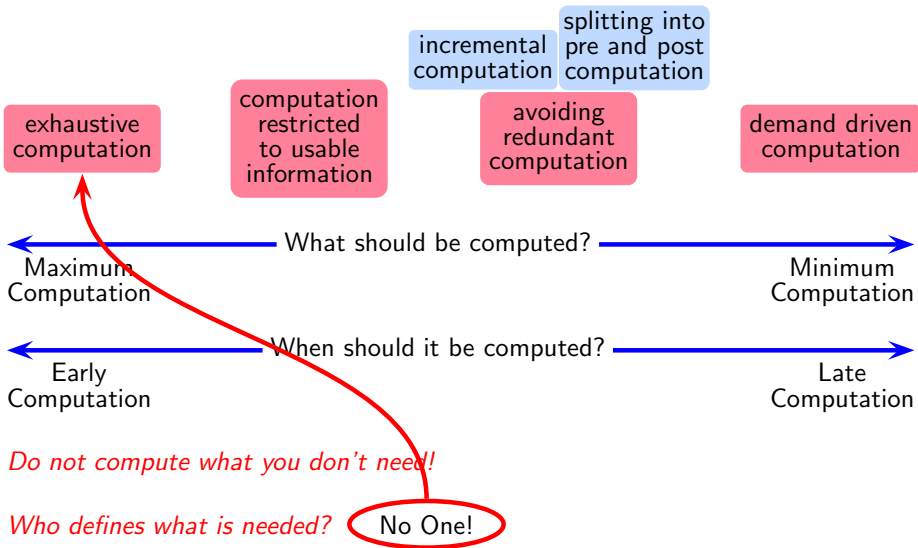 incremental
computation
splitting into
pre and post
computation
exhaustive
computation
computation
restricted
to usable
information
avoiding
redundant
computation
demand driven
computation
What should be computed?
Maximum
Computation
Minimum
Computation
When should it be computed?
Early
Computation
Late
Computation
Do not compute what you don't need!
Who defines what is needed? No One!